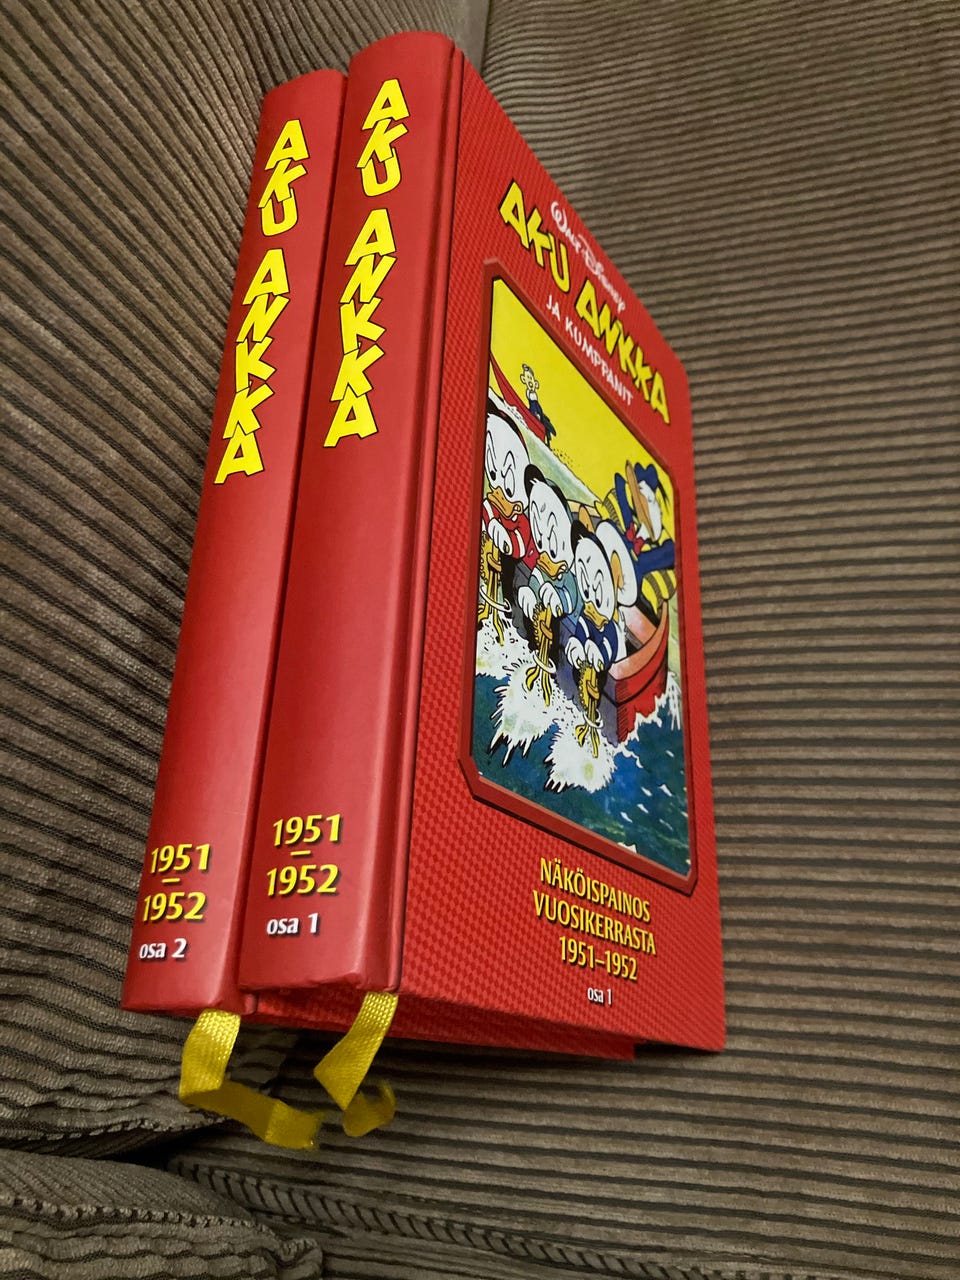 AKU ANKKA
1951
–
1952
osa 2
AKU ANKKA
1951
–
1952
osa 1
WALT DISNEY
AKU ANKKA
JA KUMPPANIT
NÄKÖISPAINOS
VUOSIKERRASTA
1951–1952
osa 1